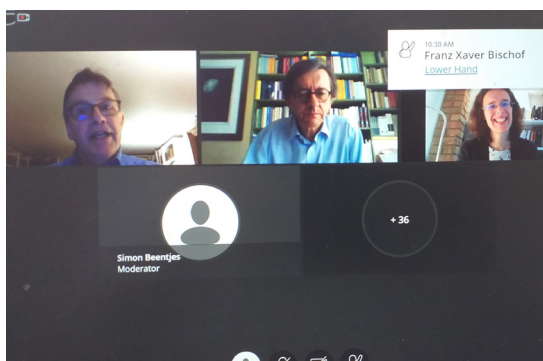 10:30 AM
Franz Xaver Bischof
Lower Hand
+ 36
Simon Beentjes
Moderator